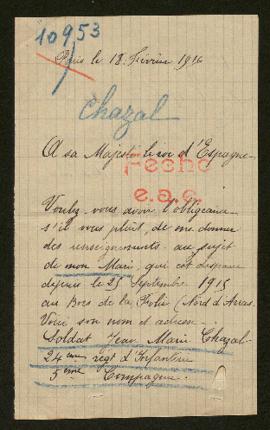 10953
Paris le 18. Février 1916
Chazal
A sa Majesté le roi d'Espagne
Fecho
e.a.c.
Voulez-vous avoir l'obligeance
s'il vous plaît, de me donner
des renseignements au sujet
de mon Mari, qui est disparu
depuis le 25 Septembre 1915
au Bois de la Folie (Nord d'Arras.
Voici son nom et adresse:
Soldat Jean Marie Chazal
24ème regt d'Infanterie
5ème Compagnie